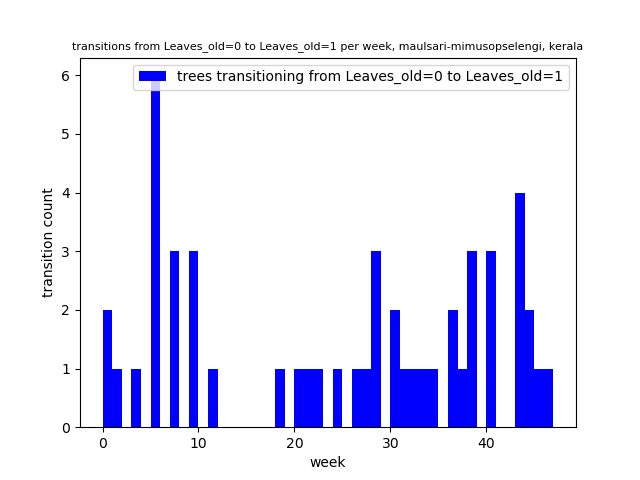 transitions from Leaves_old=0 to Leaves_old=1 per week, maulsari-mimusopselengi, kerala
trees transitioning from Leaves_old=0 to Leaves_old=1
transition count
6
5
4
3
2
1
0
0 10 20 30 40
week